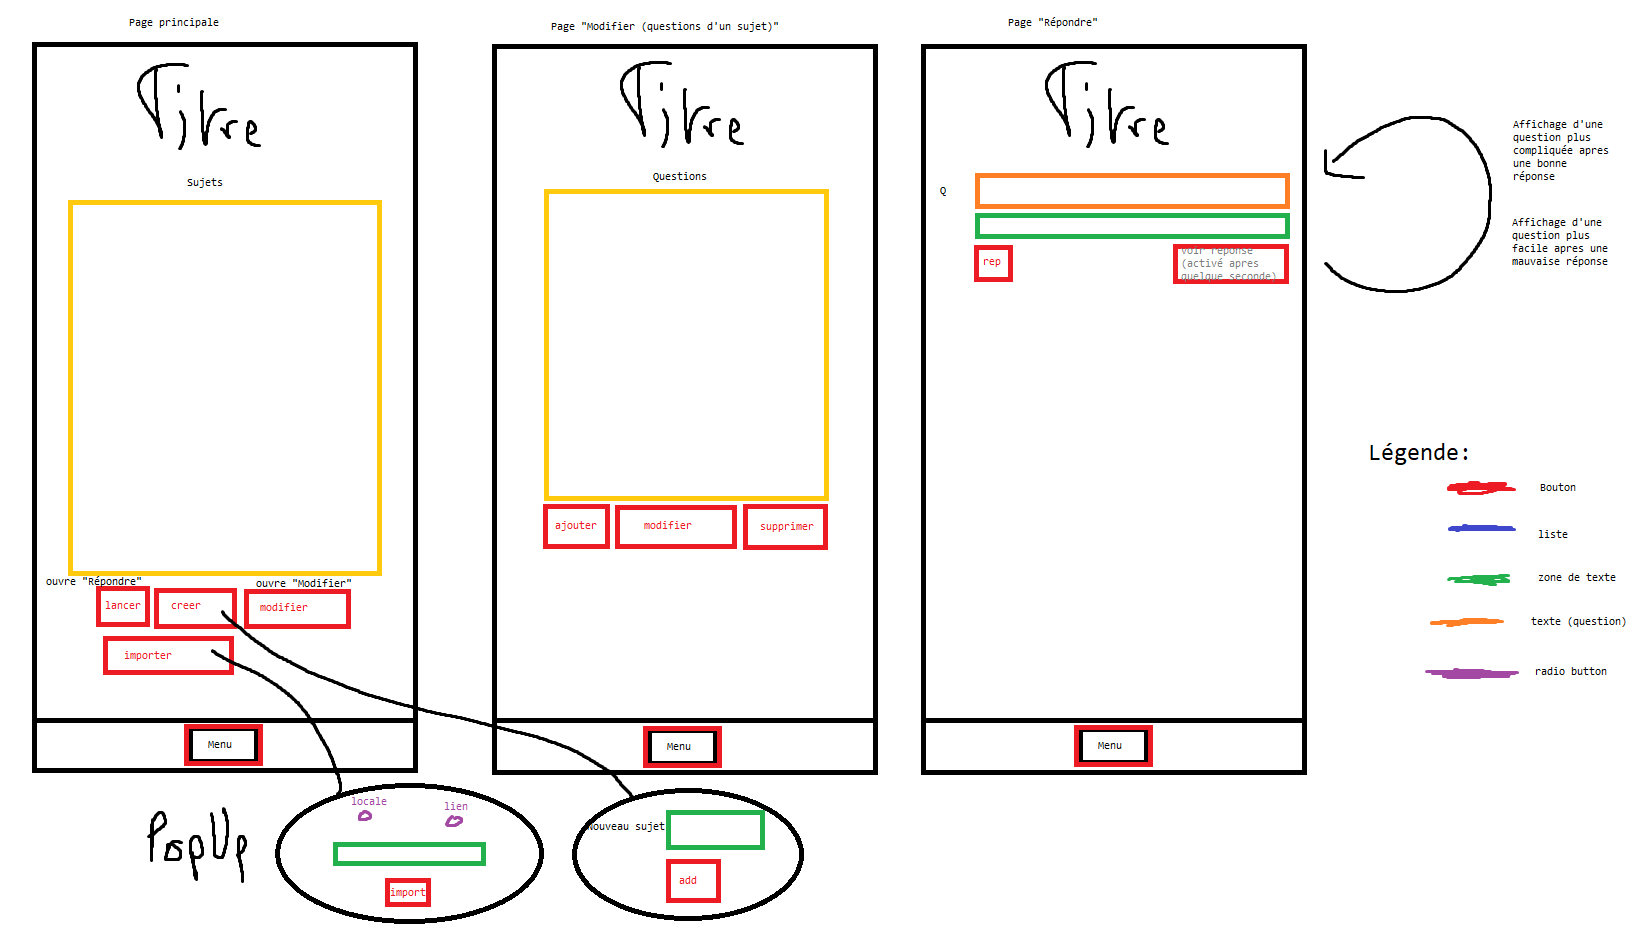 Page principale
Titre
Sujets
ouvre "Répondre"
ouvre "Modifier"
lancer
creer
modifier
importer
Menu
Page "Modifier (questions d'un sujet)"
Titre
Questions
ajouter
modifier
supprimer
Menu
Page "Répondre"
Titre
Q
rep
voir reponse
(activé apres
quelque seconde)
Menu
Affichage d'une
question plus
compliquée apres
une bonne
réponse
Affichage d'une
question plus
facile apres une
mauvaise réponse
Légende:
Bouton
liste
zone de texte
texte (question)
radio button
PopUp
locale
lien
import
Nouveau sujet
add